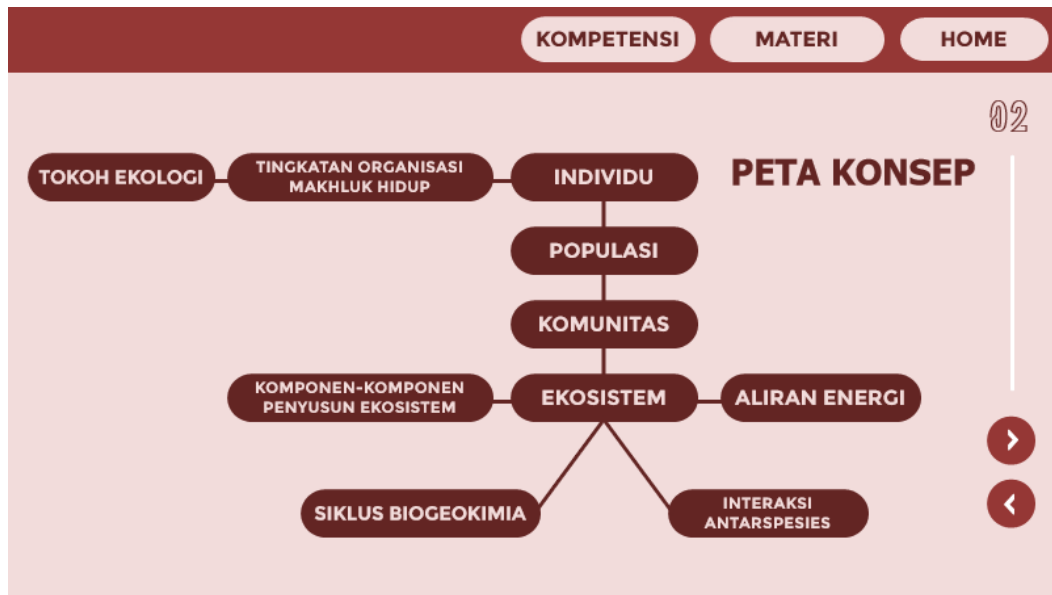 KOMPETENSI
MATERI
HOME
02
PETA KONSEP
TOKOH EKOLOGI
TINGKATAN ORGANISASI
MAKHLUK HIDUP
INDIVIDU
POPULASI
KOMUNITAS
KOMPONEN-KOMPONEN
PENYUSUN EKOSISTEM
EKOSISTEM
ALIRAN ENERGI
SIKLUS BIOGEOKIMIA
INTERAKSI
ANTARSPESIES